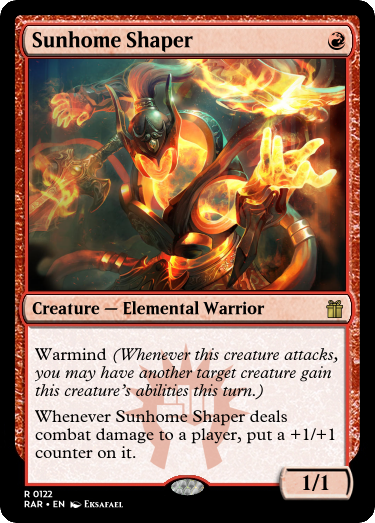 Sunhome Shaper
Creature — Elemental Warrior
Warmind (Whenever this creature attacks,
you may have another target creature gain
this creature's abilities this turn.)
Whenever Sunhome Shaper deals
combat damage to a player, put a +1/+1
counter on it.
1/1
R 0122
RAR • EN Eksafael